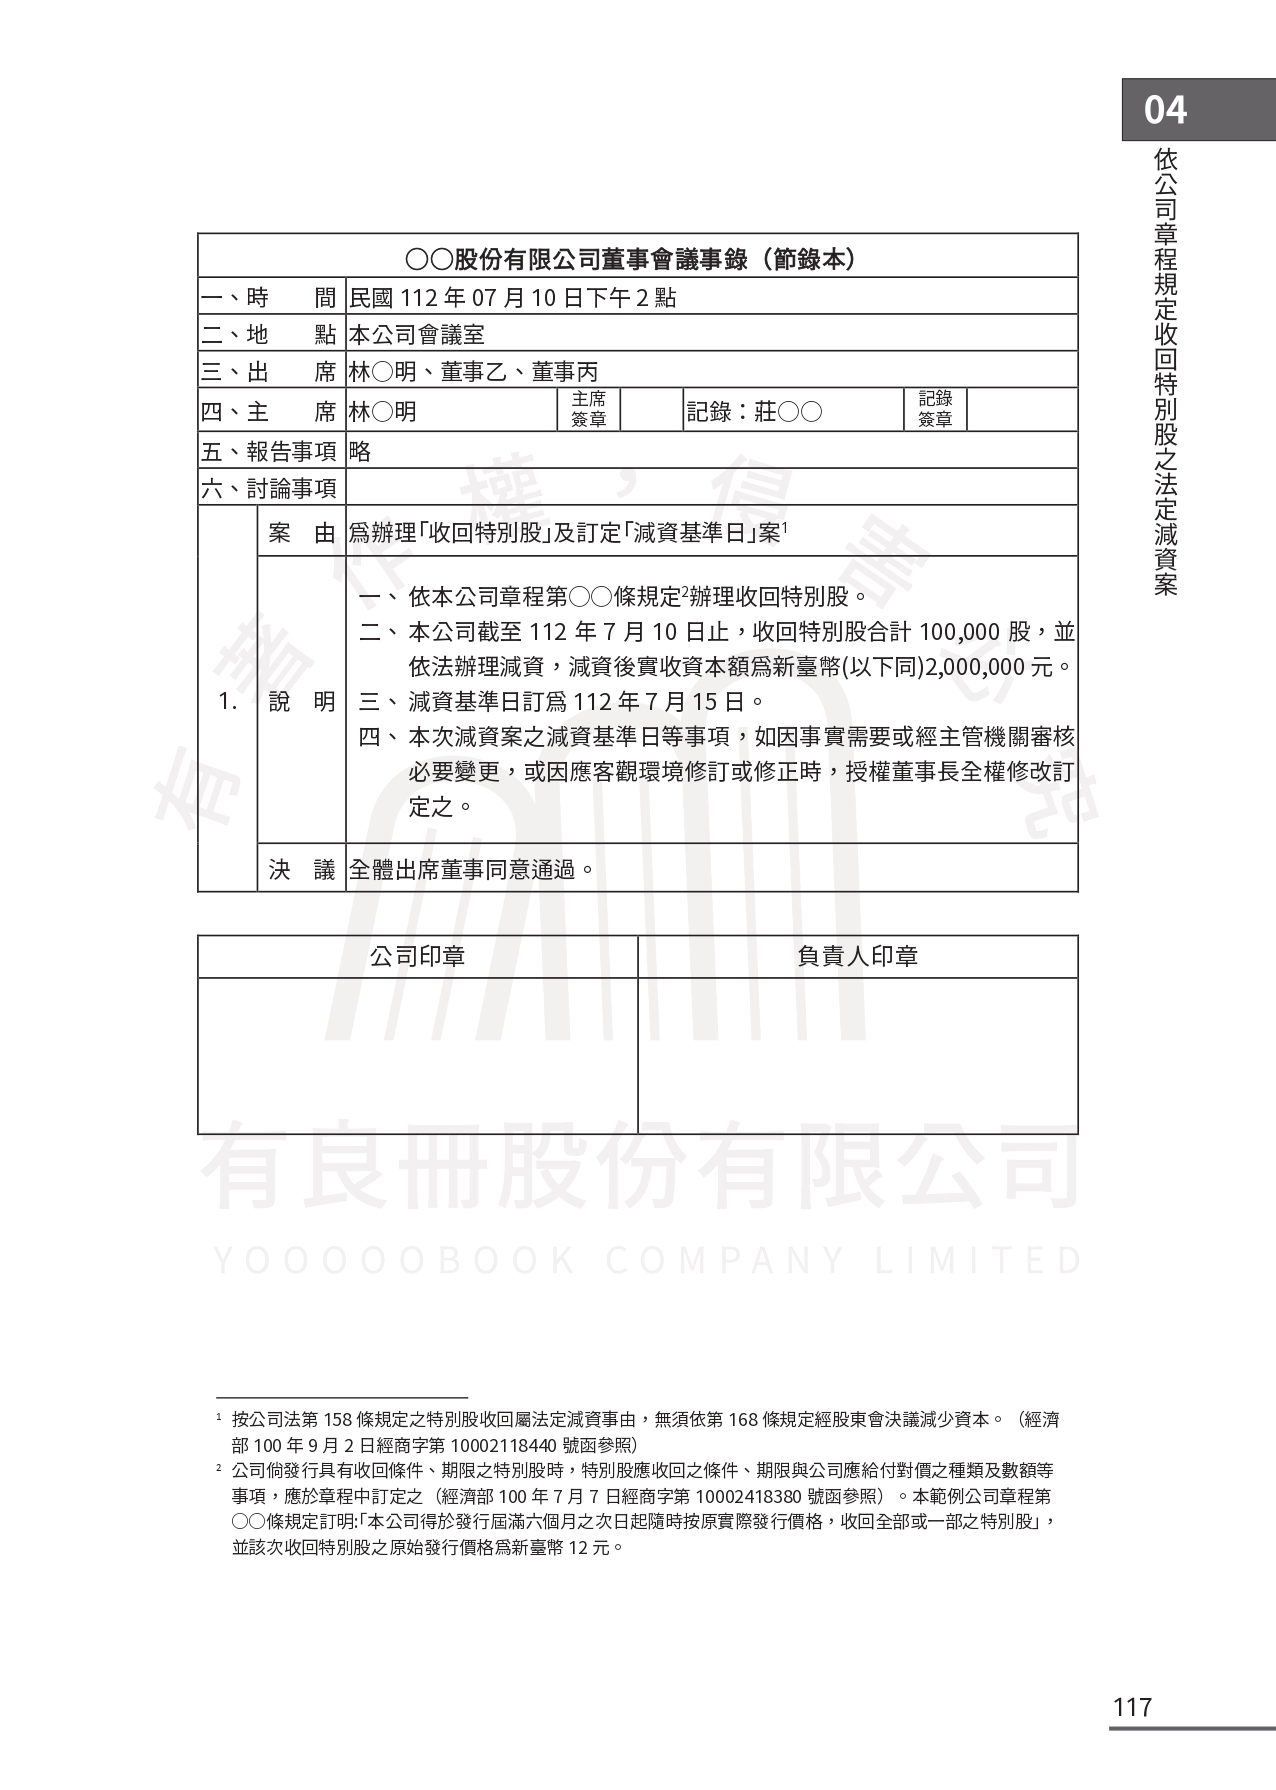 04
依公司章程規定收回特別股之法定減資案
○○股份有限公司董事會議事錄（節錄本）
一、時　　間 民國 112 年 07 月 10 日下午 2 點
二、地　　點 本公司會議室
三、出　　席 林○明、董事乙、董事丙
四、主　　席 林○明 主席簽章 記錄：莊○○ 記錄簽章
五、報告事項 略
六、討論事項
案　由 為辦理「收回特別股」及訂定「減資基準日」案1
1. 說　明
一、 依本公司章程第○○條規定2辦理收回特別股。
二、 本公司截至 112 年 7 月 10 日止，收回特別股合計 100,000 股，並
依法辦理減資，減資後實收資本額為新臺幣(以下同)2,000,000 元。
三、 減資基準日訂為 112 年 7 月 15 日。
四、 本次減資案之減資基準日等事項，如因事實需要或經主管機關審核
必要變更，或因應客觀環境修訂或修正時，授權董事長全權修改訂
定之。
決　議 全體出席董事同意通過。
公司印章 負責人印章
有著作權，侵害必究
有良冊股份有限公司
YOOOOOBOOK COMPANY LIMITED
1 按公司法第 158 條規定之特別股收回屬法定減資事由，無須依第 168 條規定經股東會決議減少資本。（經濟
部 100 年 9 月 2 日經商字第 10002118440 號函參照）
2 公司倘發行具有收回條件、期限之特別股時，特別股應收回之條件、期限與公司應給付對價之種類及數額等
事項，應於章程中訂定之（經濟部 100 年 7 月 7 日經商字第 10002418380 號函參照）。本範例公司章程第
○○條規定訂明:「本公司得於發行屆滿六個月之次日起隨時按原實際發行價格，收回全部或一部之特別股」，
並該次收回特別股之原始發行價格為新臺幣 12 元。
117